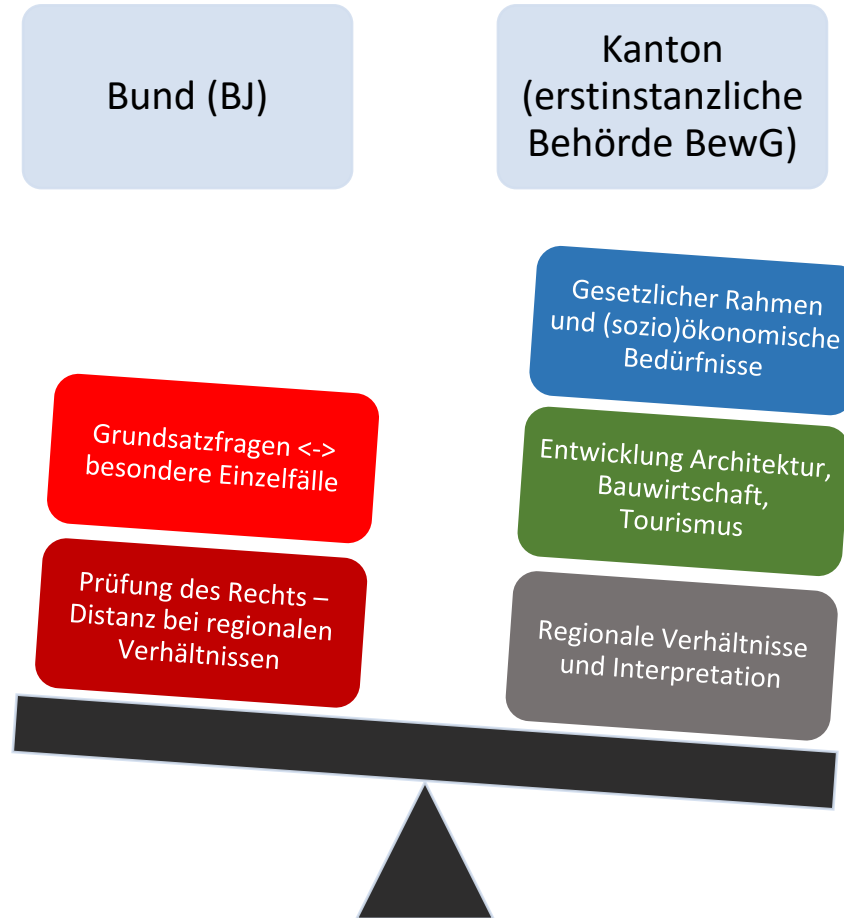 Bund (BJ)
Kanton
(erstinstanzliche
Behörde BewG)
Grundsatzfragen <->
besondere Einzelfälle
Prüfung des Rechts –
Distanz bei regionalen
Verhältnissen
Gesetzlicher Rahmen
und (sozio)ökonomische
Bedürfnisse
Entwicklung Architektur,
Bauwirtschaft,
Tourismus
Regionale Verhältnisse
und Interpretation